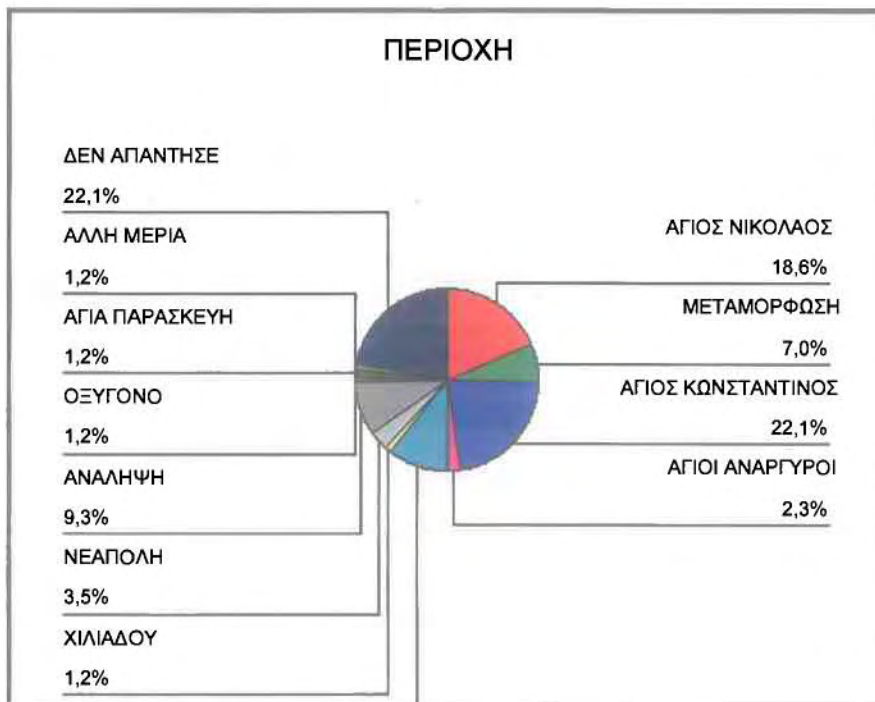 ΠΕΡΙΟΧΗ
ΔΕΝ ΑΠΑΝΤΗΣΕ
22,1%
ΑΛΛΗ ΜΕΡΙΑ
1,2%
ΑΓΙΑ ΠΑΡΑΣΚΕΥΗ
1,2%
ΟΞΥΓΟΝΟ
1,2%
ΑΝΑΛΗΨΗ
9,3%
ΝΕΑΠΟΛΗ
3,5%
ΧΙΛΙΑΔΟΥ
1,2%
ΑΓΙΟΣ ΝΙΚΟΛΑΟΣ
18,6%
ΜΕΤΑΜΟΡΦΩΣΗ
7,0%
ΑΓΙΟΣ ΚΩΝΣΤΑΝΤΙΝΟΣ
22,1%
ΑΓΙΟΙ ΑΝΑΡΓΥΡΟΙ
2,3%